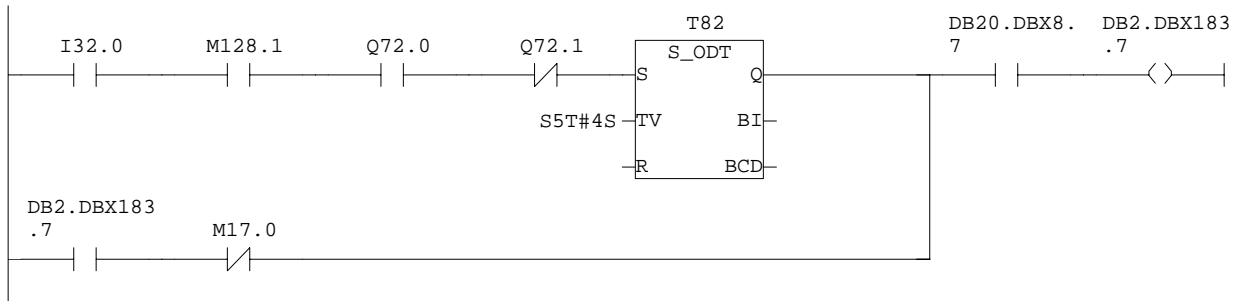 T82
DB20.DBX8.
7
DB2.DBX183
.7
I32.0
M128.1
Q72.0
Q72.1
S_ODT
S
Q
S5T#4S
TV
BI
R
BCD
DB2.DBX183
.7
M17.0